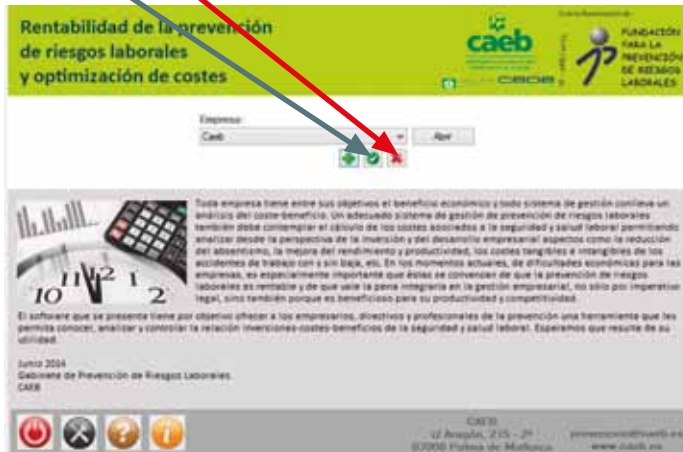 Rentabilidad de la prevención
de riesgos laborales
y optimización de costes
caeb
CEOE
FUNDACIÓN
PARA LA
PREVENCIÓN
DE RIESGOS
LABORALES
Empresa:
Caeb
Abrir
Toda empresa tiene entre sus objetivos el beneficio económico y todo sistema de gestión conlleva un
análisis del coste-beneficio. Un adecuado sistema de gestión de prevención de riesgos laborales
también debe contemplar el cálculo de los costes asociados a la seguridad y salud laboral permitiendo
analizar desde la perspectiva de la inversión y del desarrollo empresarial aspectos como la reducción
del absentismo, la mejora del rendimiento y productividad, los costes tangibles e intangibles de los
accidentes de trabajo con y sin baja, etc. En los momentos actuales, de dificultades económicas para las
empresas, es especialmente importante que éstas se convenzan de que la prevención de riesgos
laborales es rentable y de que vale la pena integrarla en la gestión empresarial, no sólo por imperativo
legal, sino también porque es beneficioso para su productividad y competitividad.
El software que se presenta tiene por objetivo ofrecer a los empresarios, directivos y profesionales de la prevención una herramienta que les
permita conocer, analizar y controlar la relación inversiones-costes-beneficios de la seguridad y salud laboral. Esperamos que resulte de su
utilidad.
Junio 2014
Gabinete de Prevención de Riesgos Laborales
CAEB
10 11 12 1 2
CAEB
c/ Aragón, 215 - 2º
07008 Palma de Mallorca
www.caeb.es